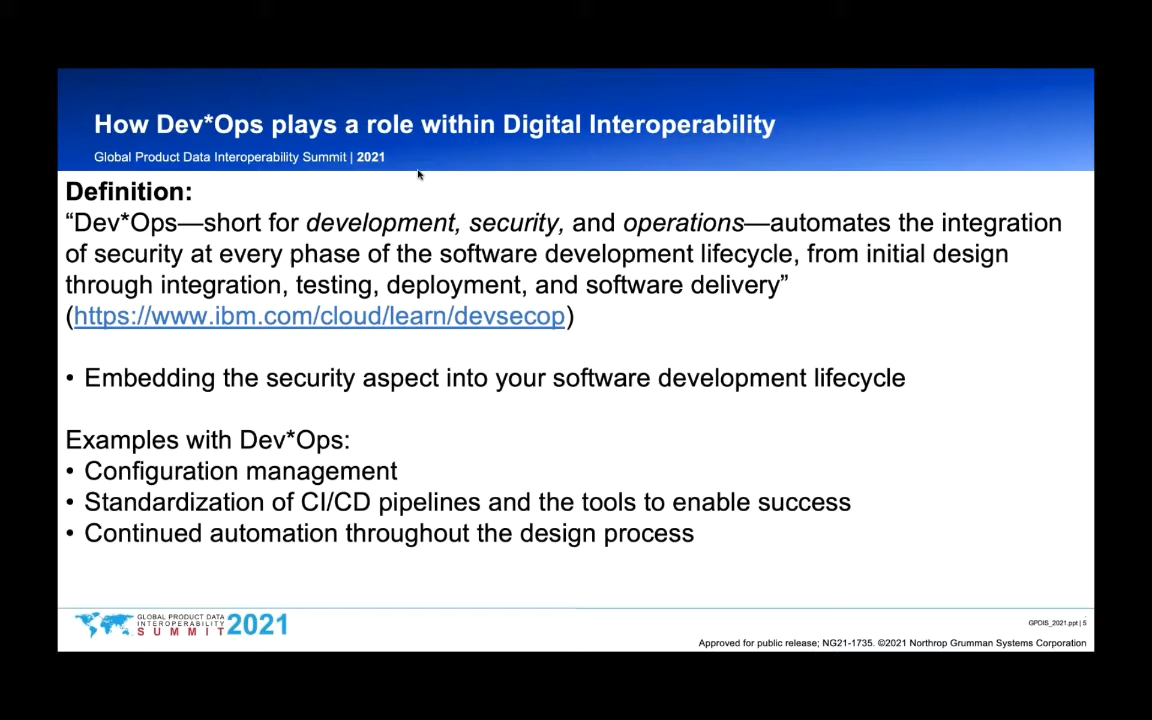 How Dev*Ops plays a role within Digital Interoperability
Global Product Data Interoperability Summit | 2021
Definition:
“Dev*Ops—short for development, security, and operations—automates the integration
of security at every phase of the software development lifecycle, from initial design
through integration, testing, deployment, and software delivery”
(https://www.ibm.com/cloud/learn/devsecop)
• Embedding the security aspect into your software development lifecycle
Examples with Dev*Ops:
• Configuration management
• Standardization of CI/CD pipelines and the tools to enable success
• Continued automation throughout the design process
GLOBAL PRODUCT DATA
INTEROPERABILITY
SUMMIT 2021
GPDIS_2021.ppt | 5
Approved for public release; NG21-1735. ©2021 Northrop Grumman Systems Corporation